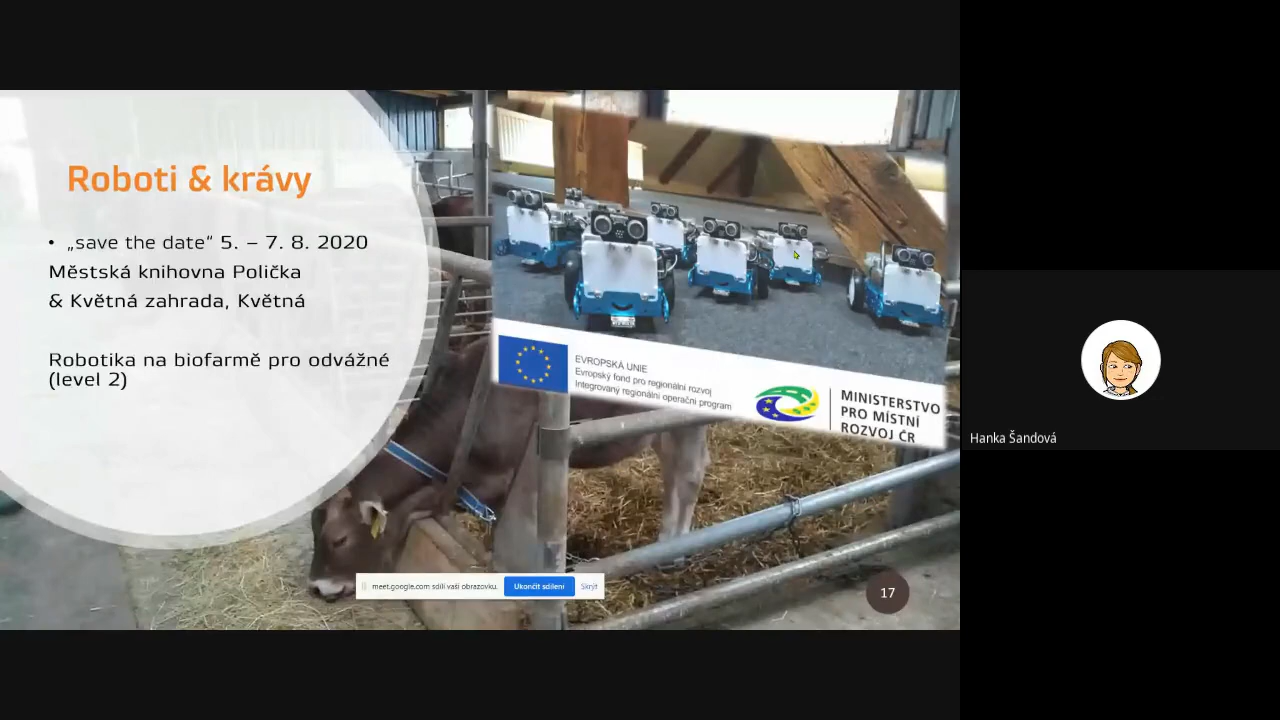 Roboti & krávy
• „save the date“ 5. – 7. 8. 2020
Městská knihovna Polička
& Květná zahrada, Květná
Robotika na biofarmě pro odvážné
(level 2)
EVROPSKÁ UNIE
Evropský fond pro regionální rozvoj
Integrovaný regionální operační program
MINISTERSTVO
PRO MÍSTNÍ
ROZVOJ ČR
meet.google.com sdílí vaši obrazovku. Ukončit sdílení Skrýt
17
Hanka Šandová